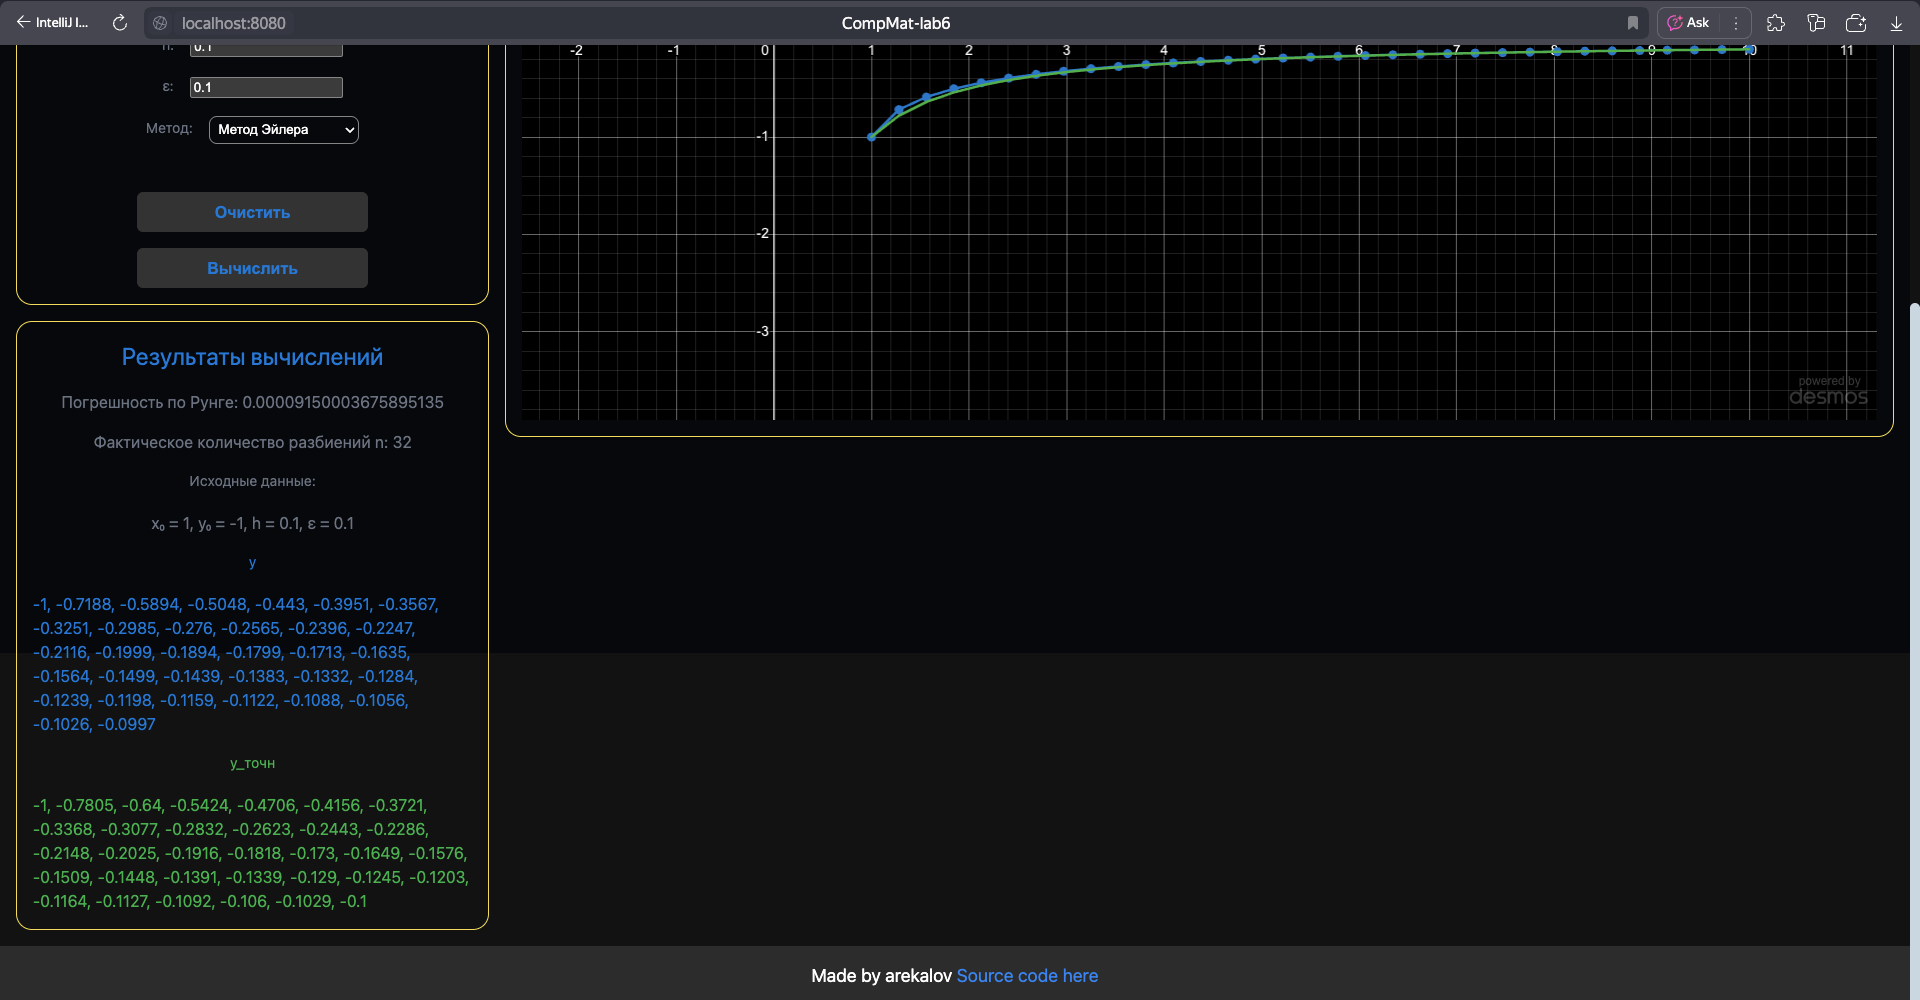 IntelliJ I...
localhost:8080
CompMat-lab6
Ask
0.1
ε:
0.1
Метод:
Метод Эйлера
Очистить
Вычислить
Результаты вычислений
Погрешность по Рунге: 0.00009150003675895135
Фактическое количество разбиений n: 32
Исходные данные:
x₀ = 1, y₀ = -1, h = 0.1, ε = 0.1
y
-1, -0.7188, -0.5894, -0.5048, -0.443, -0.3951, -0.3567,
-0.3251, -0.2985, -0.276, -0.2565, -0.2396, -0.2247,
-0.2116, -0.1999, -0.1894, -0.1799, -0.1713, -0.1635,
-0.1564, -0.1499, -0.1439, -0.1383, -0.1332, -0.1284,
-0.1239, -0.1198, -0.1159, -0.1122, -0.1088, -0.1056,
-0.1026, -0.0997
y_точн
-1, -0.7805, -0.64, -0.5424, -0.4706, -0.4156, -0.3721,
-0.3368, -0.3077, -0.2832, -0.2623, -0.2443, -0.2286,
-0.2148, -0.2025, -0.1916, -0.1818, -0.173, -0.1649, -0.1576,
-0.1509, -0.1448, -0.1391, -0.1339, -0.129, -0.1245, -0.1203,
-0.1164, -0.1127, -0.1092, -0.106, -0.1029, -0.1
-2 -1 0 1 2 3 4 5 6 7 8 9 10 11
-1
-2
-3
powered by
desmos
Made by arekalov Source code here